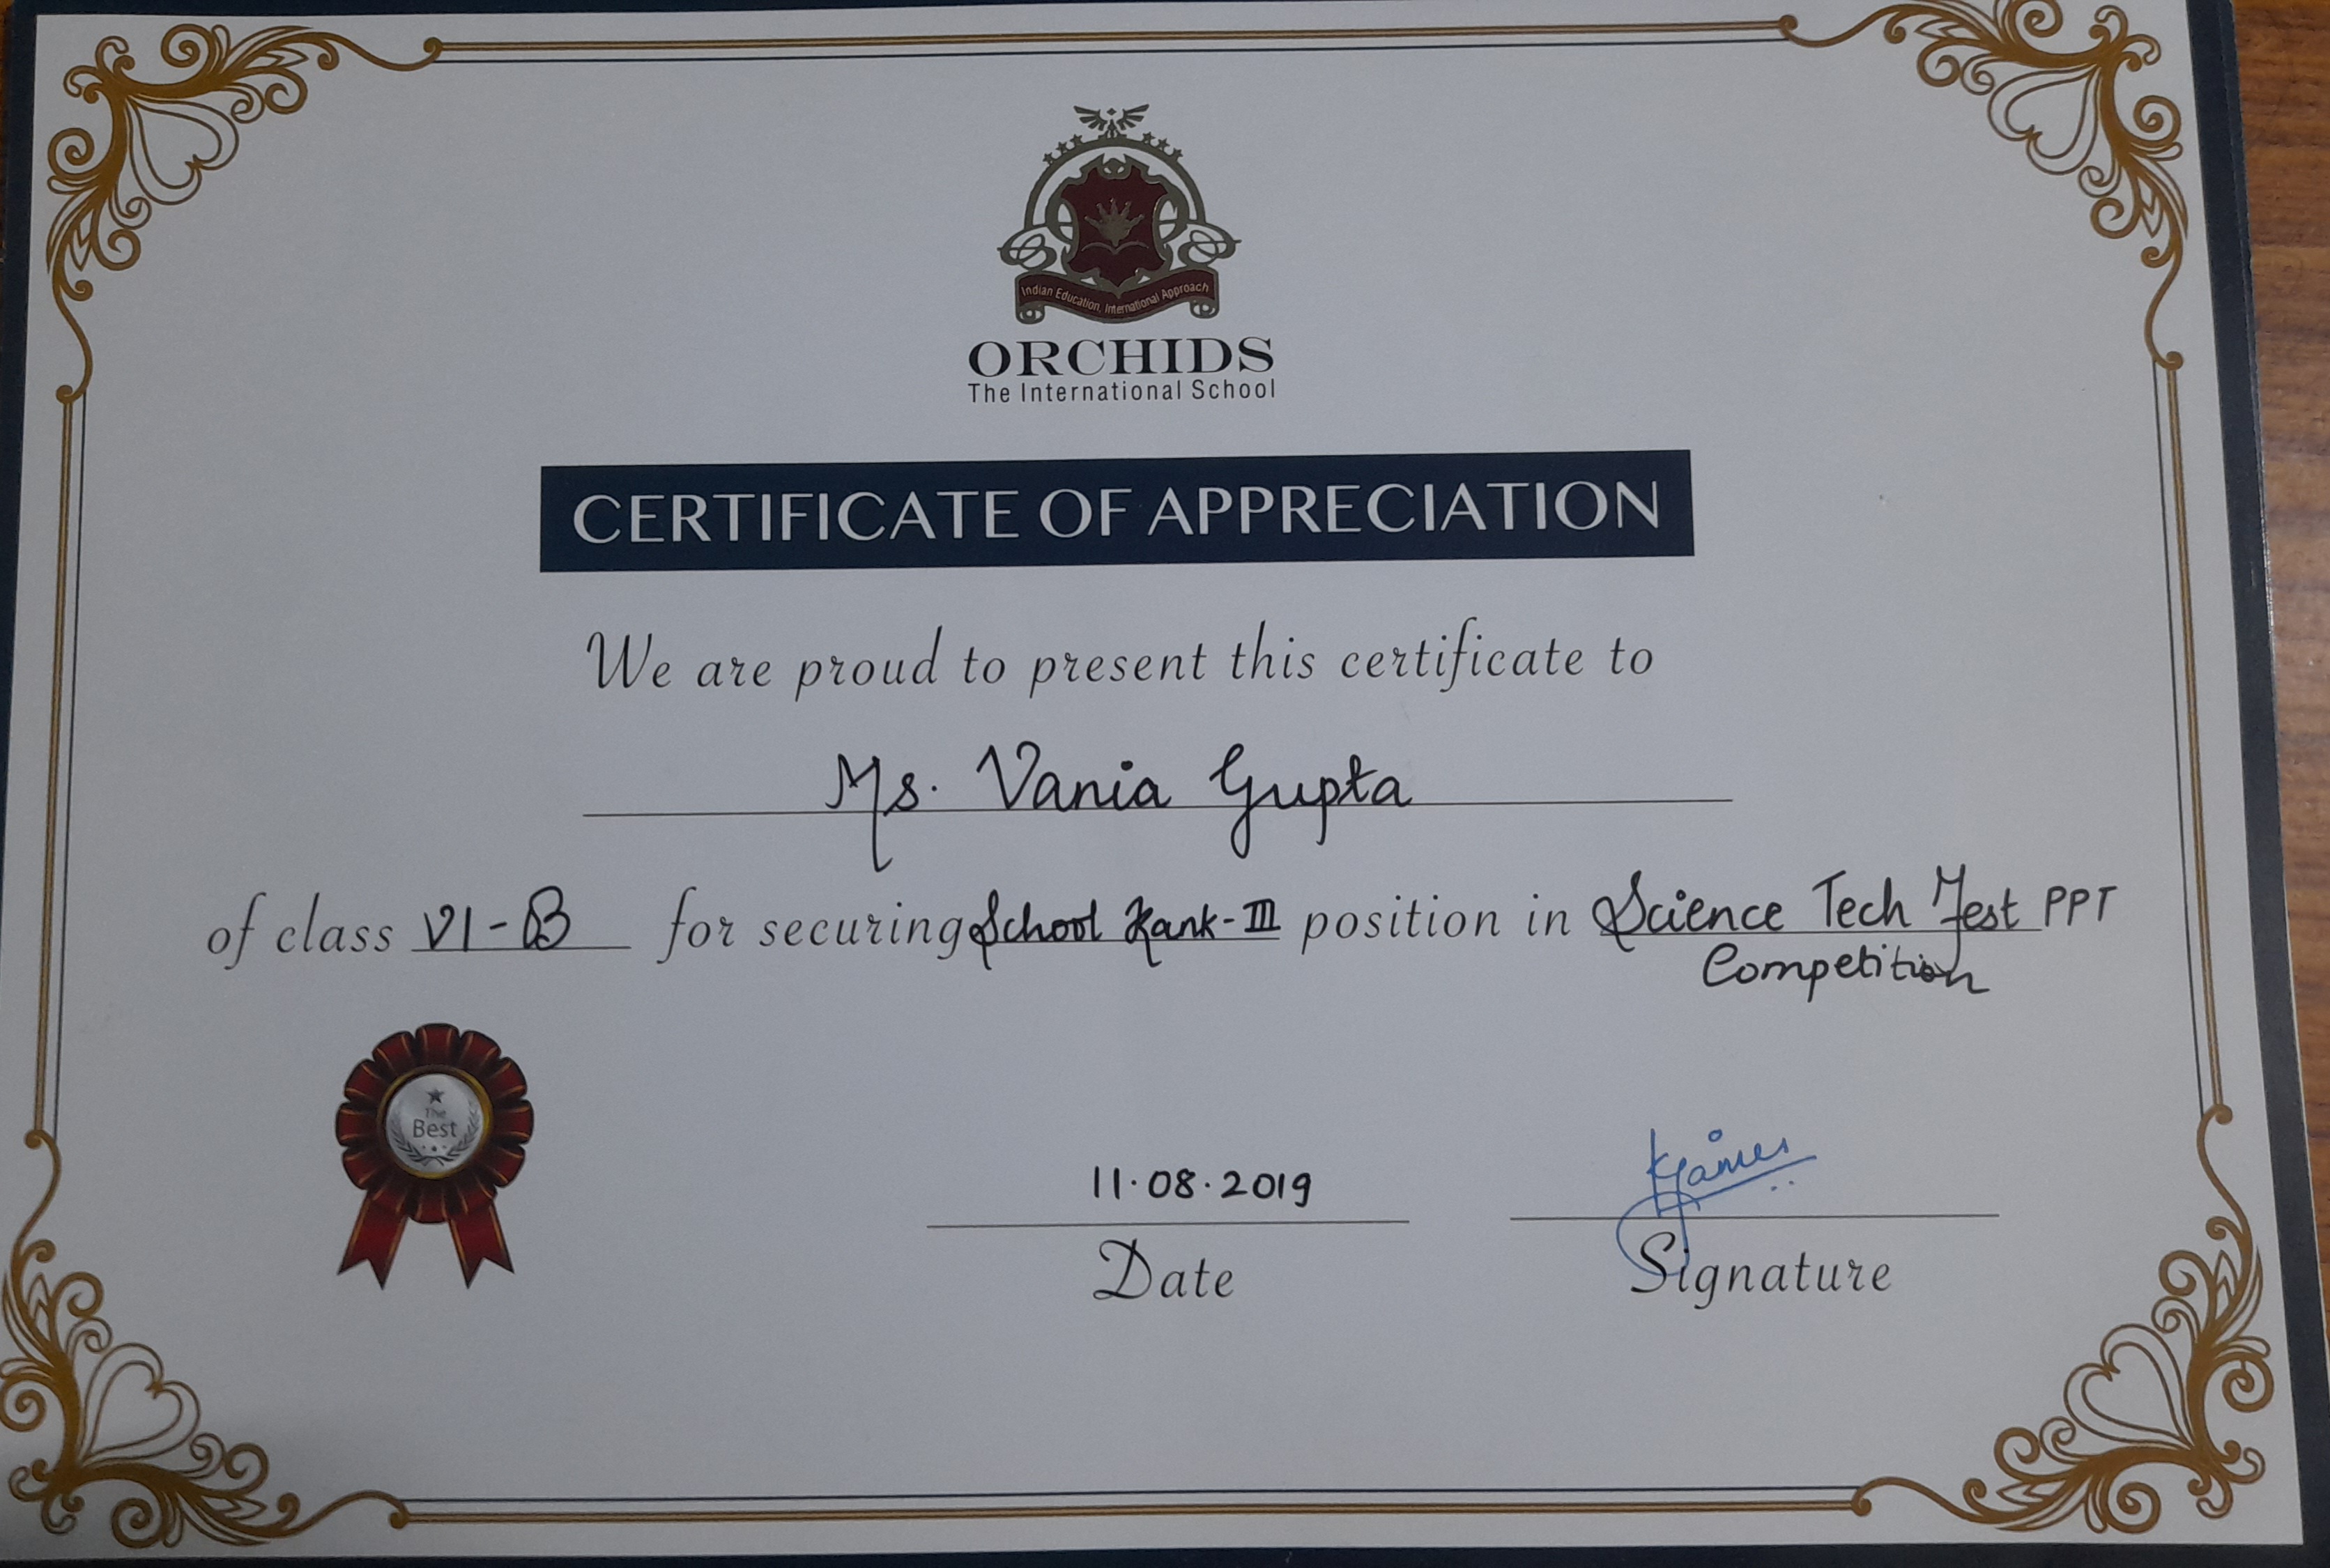 Indian Education, International Approach
ORCHIDS
The International School
CERTIFICATE OF APPRECIATION
We are proud to present this certificate to
Ms. Vania Gupta
of class VI-B for securing School Rank-III position in Science Tech Fest PPT
Competition
The
Best
11.08.2019
Date
Signature